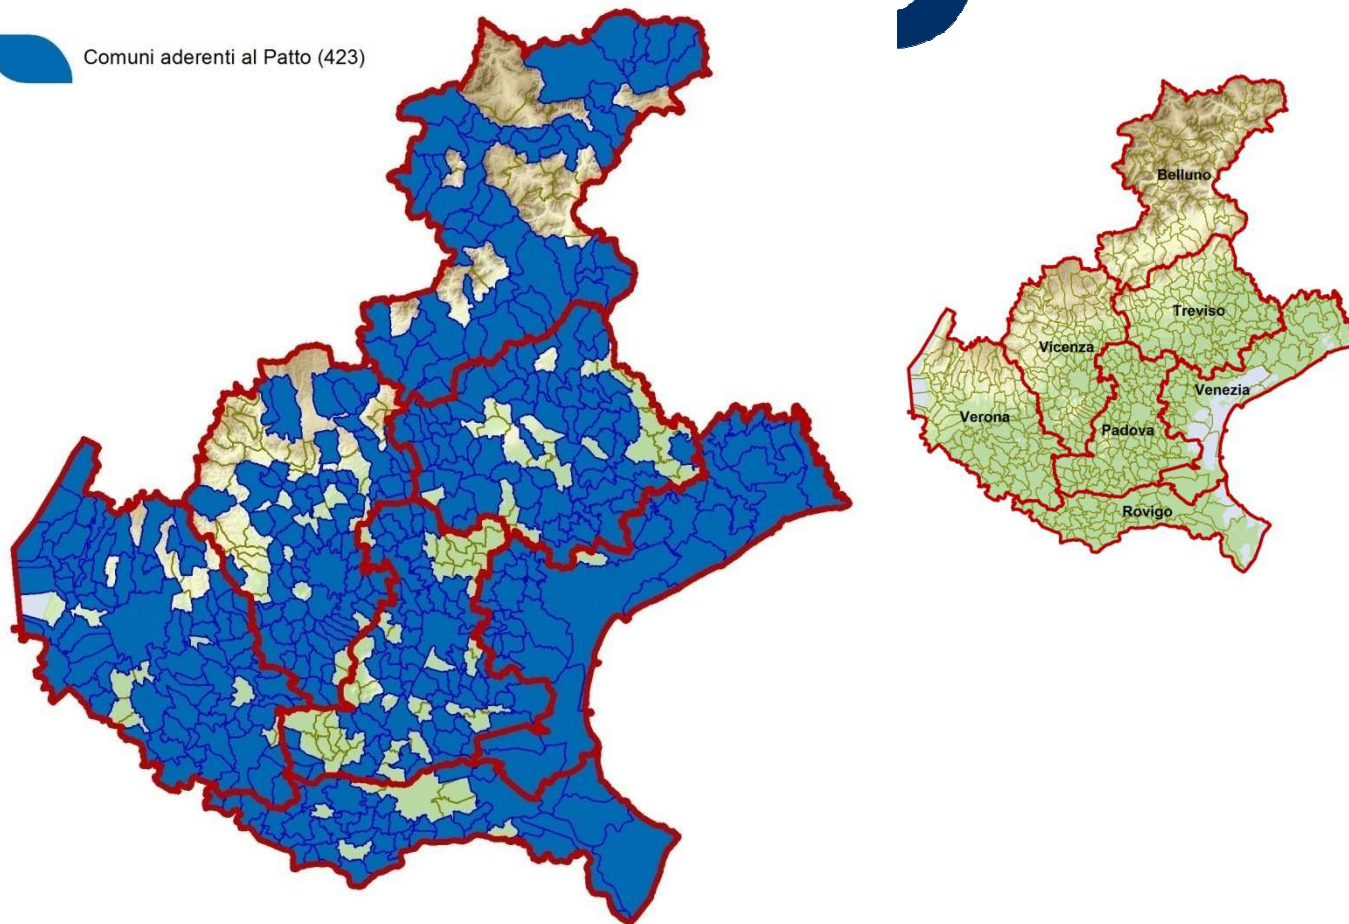 Comuni aderenti al Patto (423)
Belluno
Treviso
Vicenza
Venezia
Verona
Padova
Rovigo